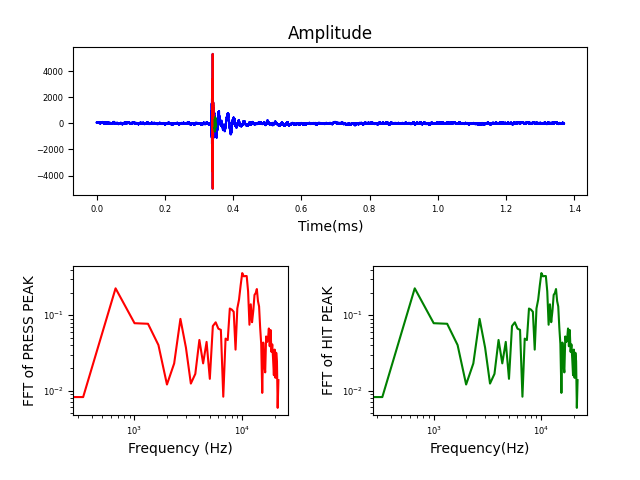 Amplitude
4000
2000
0
−2000
−4000
0.0 0.2 0.4 0.6 0.8 1.0 1.2 1.4
Time(ms)
FFT of PRESS PEAK
10⁻¹
10⁻²
10³ 10⁴
Frequency (Hz)
FFT of HIT PEAK
10⁻¹
10⁻²
10³ 10⁴
Frequency(Hz)